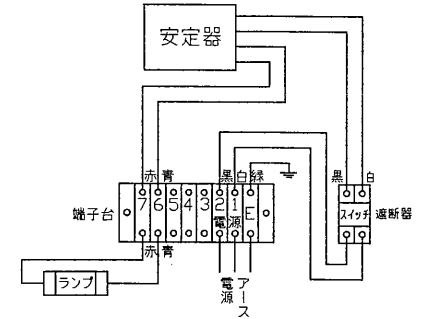 安定器
赤 青
黒 白 緑
黒 白
端子台
7 6 5 4 3 2 1 E
電源
スイッチ
遮断器
赤 青
ランプ
電源
アース